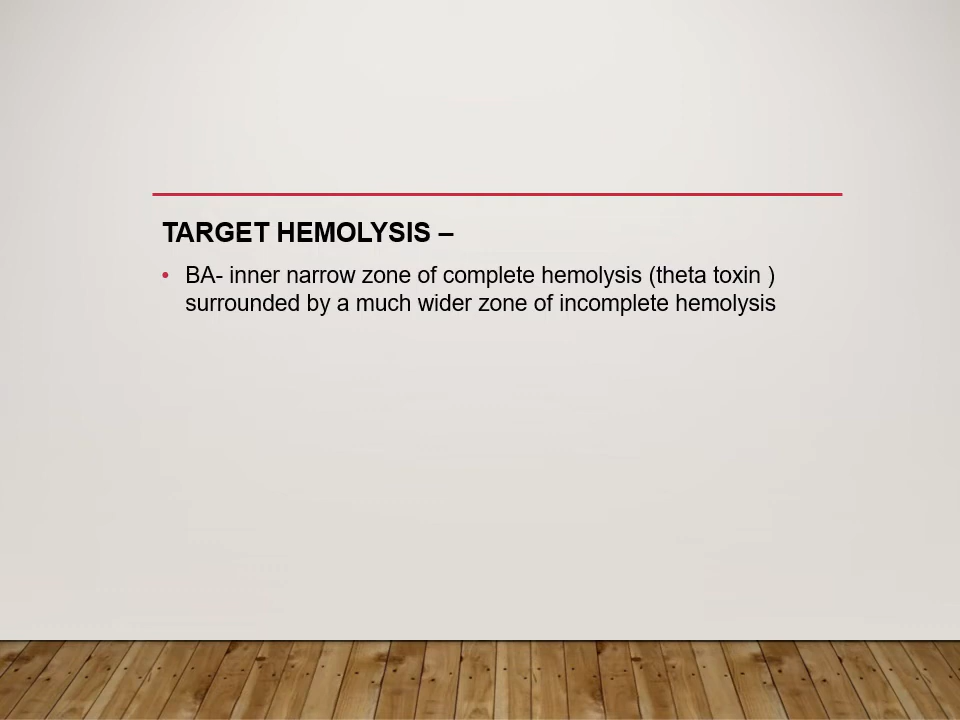 TARGET HEMOLYSIS –
• BA- inner narrow zone of complete hemolysis (theta toxin )
surrounded by a much wider zone of incomplete hemolysis